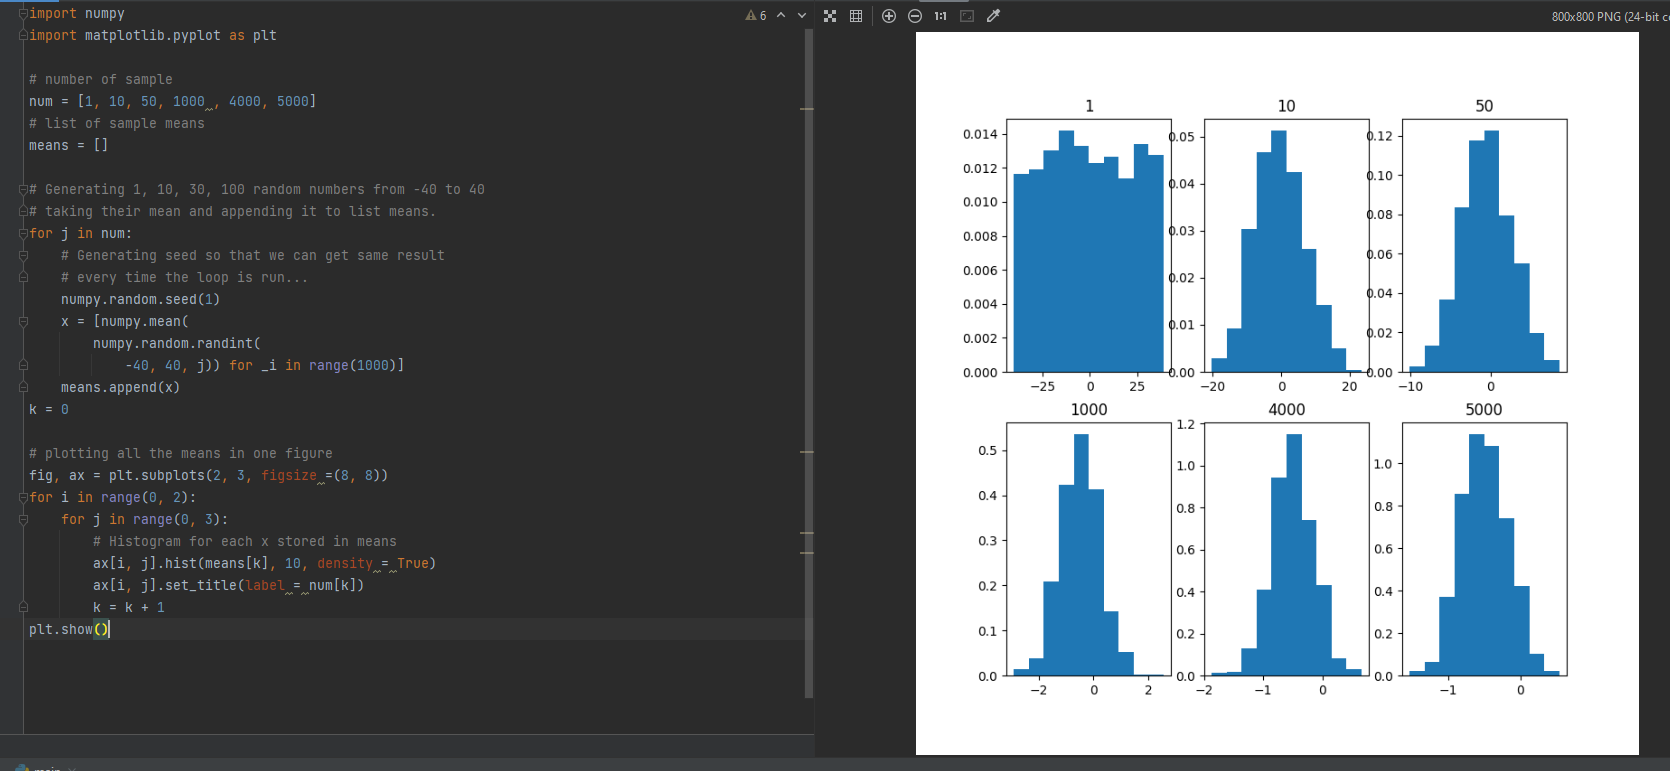 import numpy
import matplotlib.pyplot as plt
# number of sample
num = [1, 10, 50, 1000 , 4000, 5000]
# list of sample means
means = []
# Generating 1, 10, 30, 100 random numbers from -40 to 40
# taking their mean and appending it to list means.
for j in num:
    # Generating seed so that we can get same result
    # every time the loop is run...
    numpy.random.seed(1)
    x = [numpy.mean(
        numpy.random.randint(
            -40, 40, j)) for _i in range(1000)]
    means.append(x)
k = 0
# plotting all the means in one figure
fig, ax = plt.subplots(2, 3, figsize =(8, 8))
for i in range(0, 2):
    for j in range(0, 3):
        # Histogram for each x stored in means
        ax[i, j].hist(means[k], 10, density = True)
        ax[i, j].set_title(label = num[k])
        k = k + 1
plt.show()
6
1:1
800x800 PNG (24-bit
1
0.014
0.012
0.010
0.008
0.006
0.004
0.002
0.000
−25 0 25
10
0.05
0.04
0.03
0.02
0.01
0.00
−20 0 20
50
0.12
0.10
0.08
0.06
0.04
0.02
0.00
−10 0
1000
0.5
0.4
0.3
0.2
0.1
0.0
−2 0 2
4000
1.2
1.0
0.8
0.6
0.4
0.2
0.0
−2 −1 0
5000
1.0
0.8
0.6
0.4
0.2
0.0
−1 0